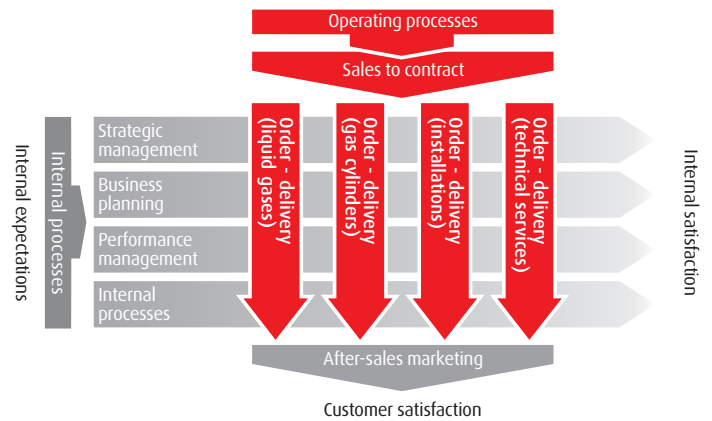 Operating processes
Sales to contract
Internal expectations
Internal processes
Strategic
management
Business
planning
Performance
management
Internal
processes
Order - delivery
(liquid gases)
Order - delivery
(gas cylinders)
Order - delivery
(installations)
Order - delivery
(technical services)
Internal satisfaction
After-sales marketing
Customer satisfaction